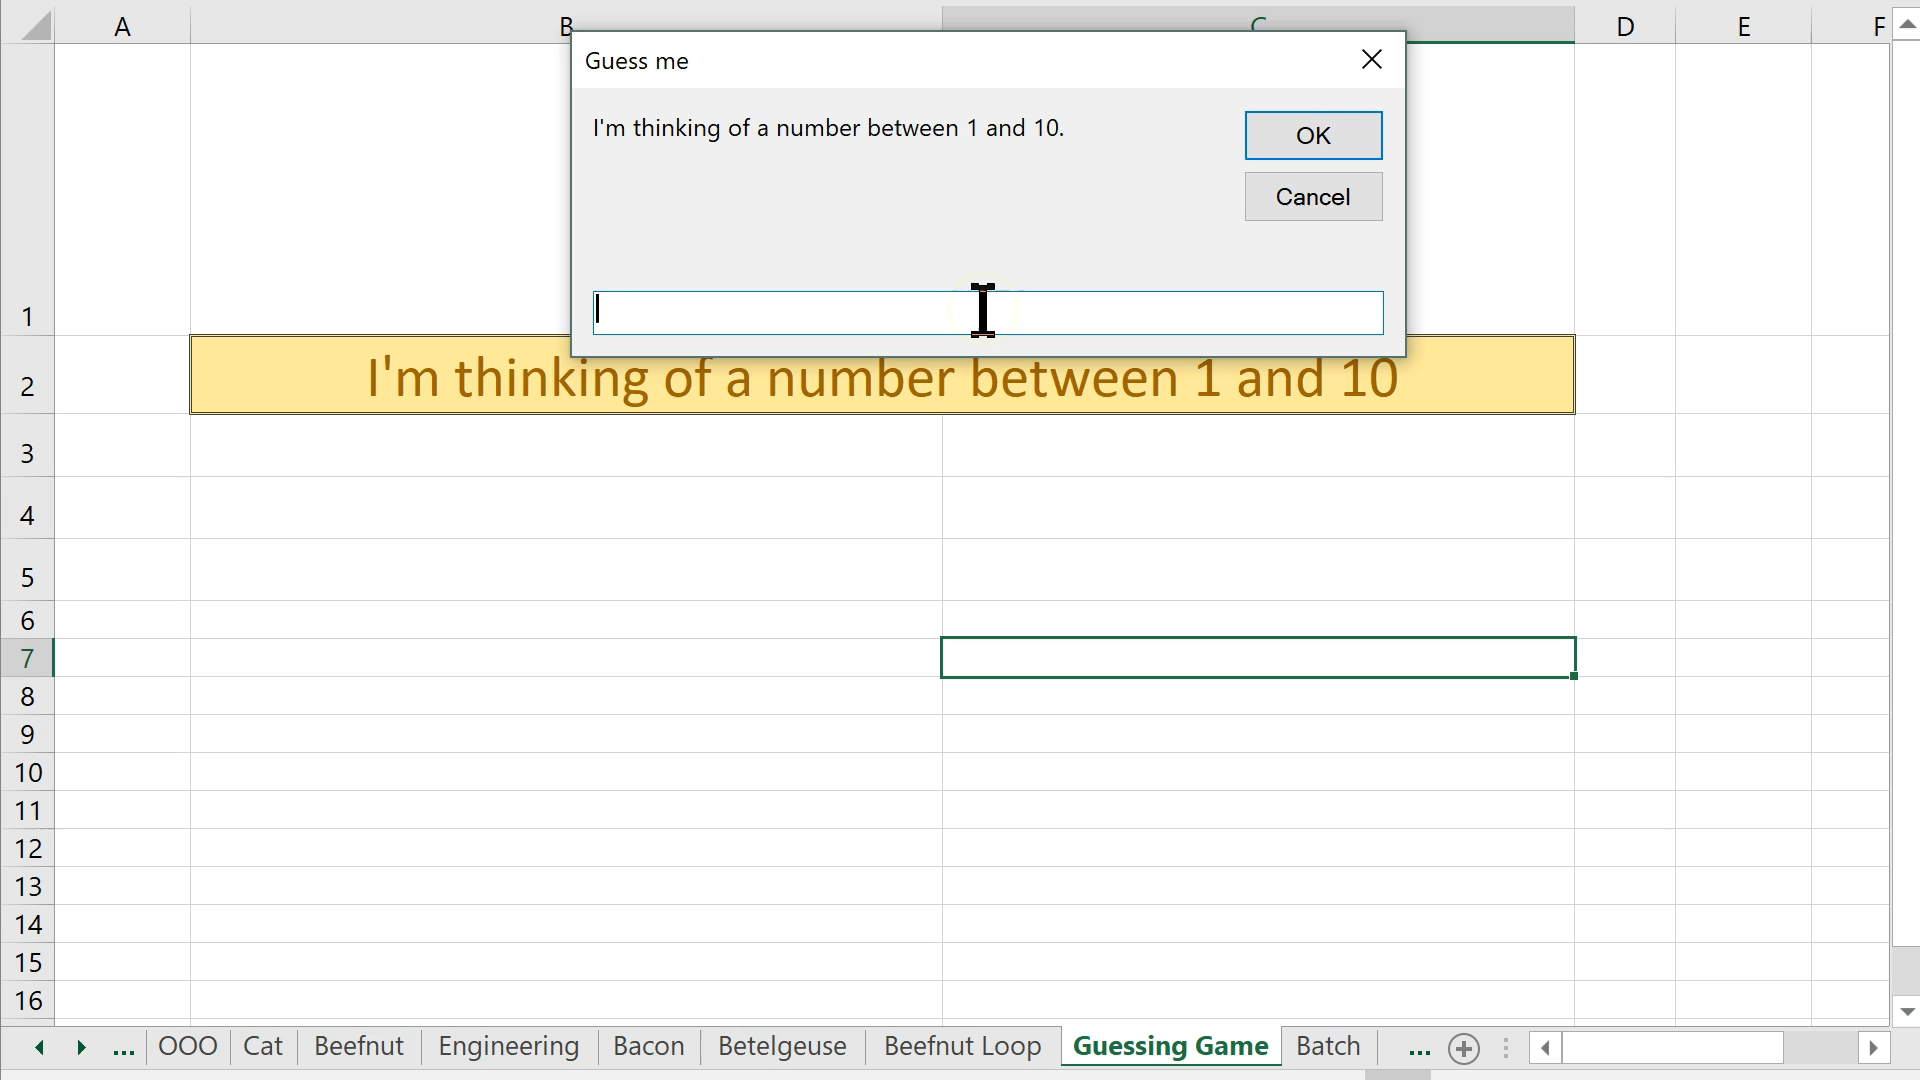 A B C D E F
Guess me
I'm thinking of a number between 1 and 10.
OK
Cancel
1
I'm thinking of a number between 1 and 10
2
3
4
5
6
7
8
9
10
11
12
13
14
15
16
... OOO Cat Beefnut Engineering Bacon Betelgeuse Beefnut Loop Guessing Game Batch ...